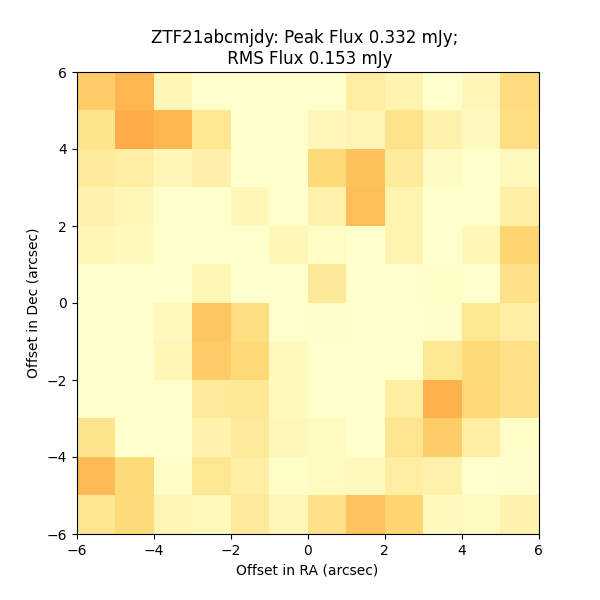 ZTF21abcmjdy: Peak Flux 0.332 mJy;
RMS Flux 0.153 mJy
6
4
2
0
−2
−4
−6
Offset in Dec (arcsec)
−6 −4 −2 0 2 4 6
Offset in RA (arcsec)